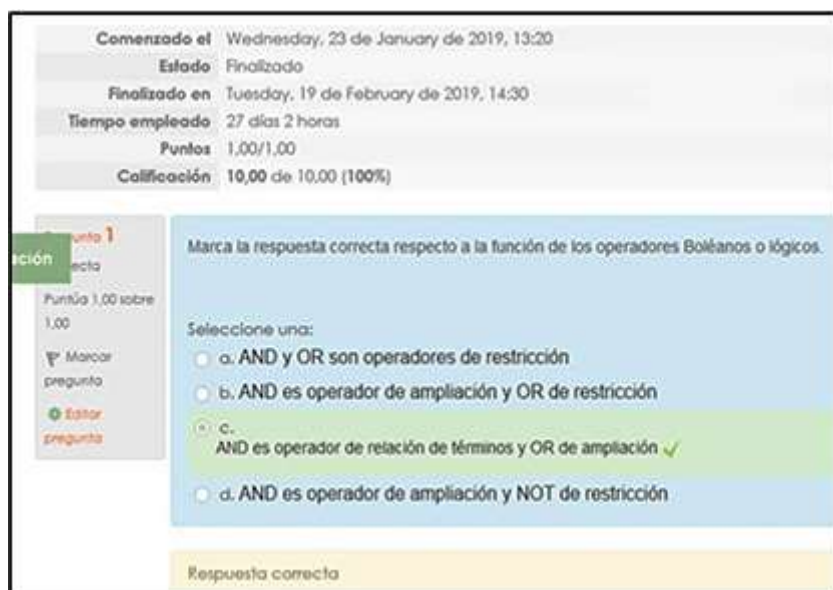 Comenzado el Wednesday, 23 de January de 2019, 13:20
Estado Finalizado
Finalizado en Tuesday, 19 de February de 2019, 14:30
Tiempo empleado 27 días 2 horas
Puntos 1,00/1,00
Calificación 10,00 de 10,00 (100%)
1
Puntúa 1,00 sobre
1,00
Marcar
pregunta
Editar
pregunta
Marca la respuesta correcta respecto a la función de los operadores Boléanos o lógicos.
Seleccione una:
a. AND y OR son operadores de restricción
b. AND es operador de ampliación y OR de restricción
c.
AND es operador de relación de términos y OR de ampliación
d. AND es operador de ampliación y NOT de restricción
Respuesta correcta